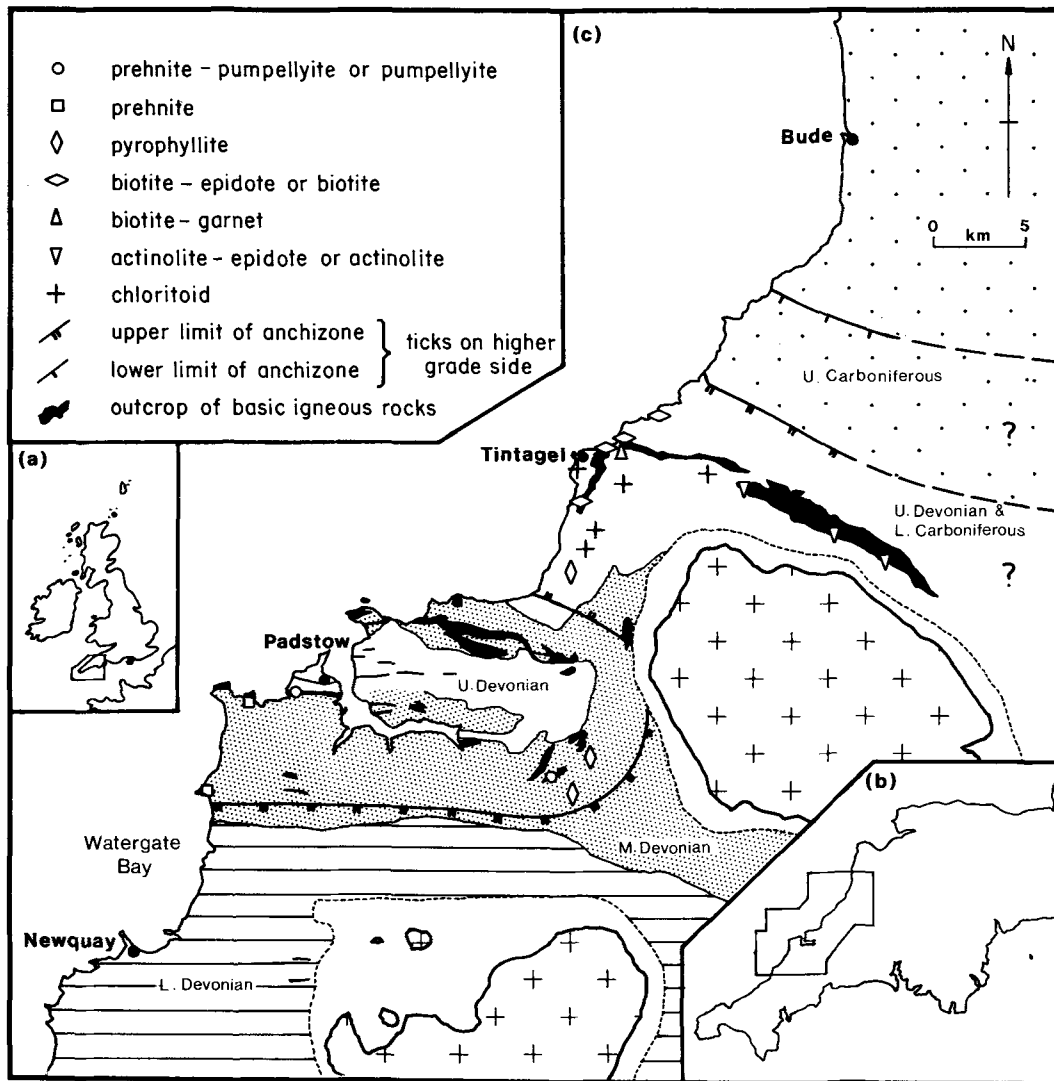 prehnite – pumpellyite or pumpellyite
prehnite
pyrophyllite
biotite – epidote or biotite
biotite – garnet
actinolite – epidote or actinolite
chloritoid
upper limit of anchizone
lower limit of anchizone
ticks on higher
grade side
outcrop of basic igneous rocks
(c)
N
Bude
0 5
km
U. Carboniferous
?
Tintagel
U. Devonian &
L. Carboniferous
?
(a)
Padstow
U. Devonian
(b)
Watergate
Bay
M. Devonian
Newquay
L. Devonian